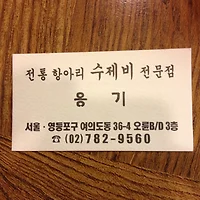 전통 항아리 수제비 전문점
옹 기
서울·영등포구 여의도동 36-4 오륜B/D 3층
☎ (02)782-9560